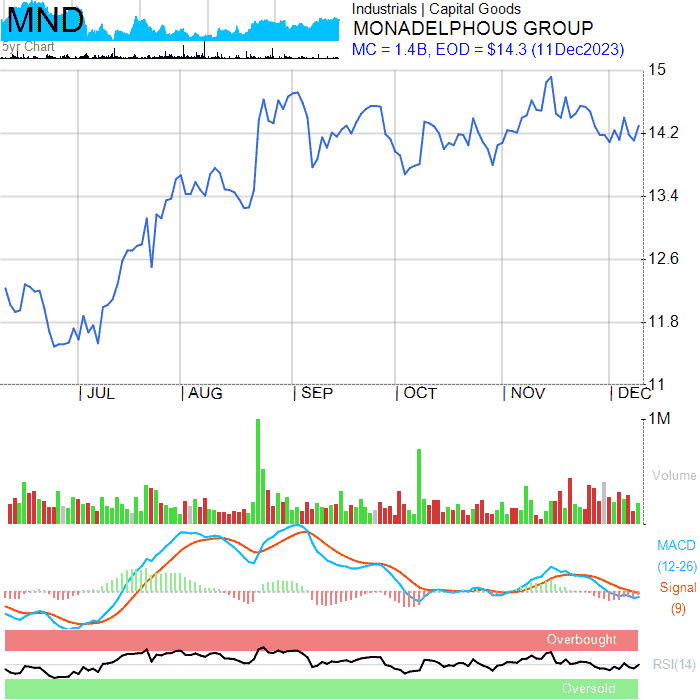 MND
5yr Chart
Industrials | Capital Goods
MONADELPHOUS GROUP
MC = 1.4B, EOD = $14.3 (11Dec2023)
15
14.2
13.4
12.6
11.8
11
| JUL | AUG | SEP | OCT | NOV | DEC
1M
Volume
MACD
(12-26)
Signal
(9)
Overbought
RSI(14)
Oversold